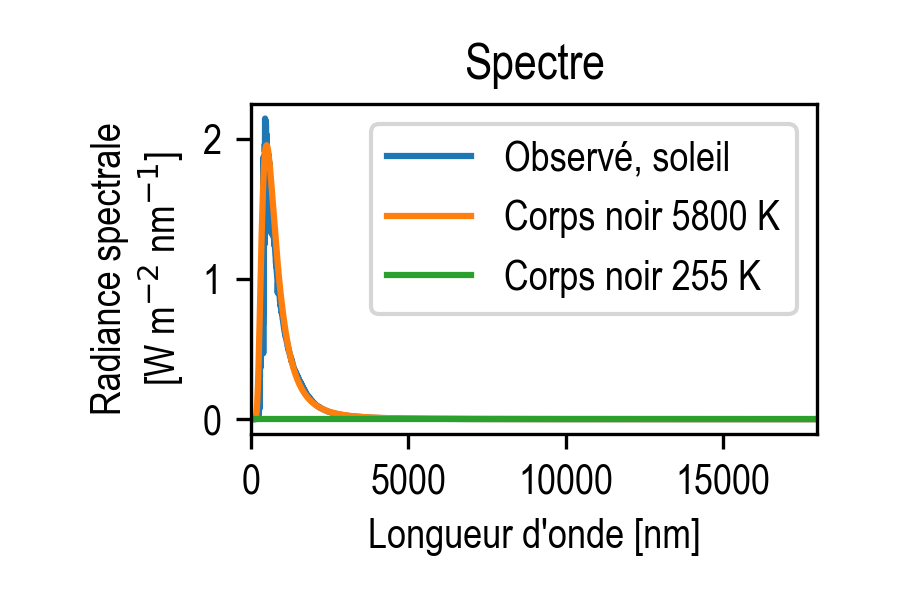 Spectre
Radiance spectrale
[W m⁻² nm⁻¹]
2
1
0
Observé, soleil
Corps noir 5800 K
Corps noir 255 K
0 5000 10000 15000
Longueur d'onde [nm]